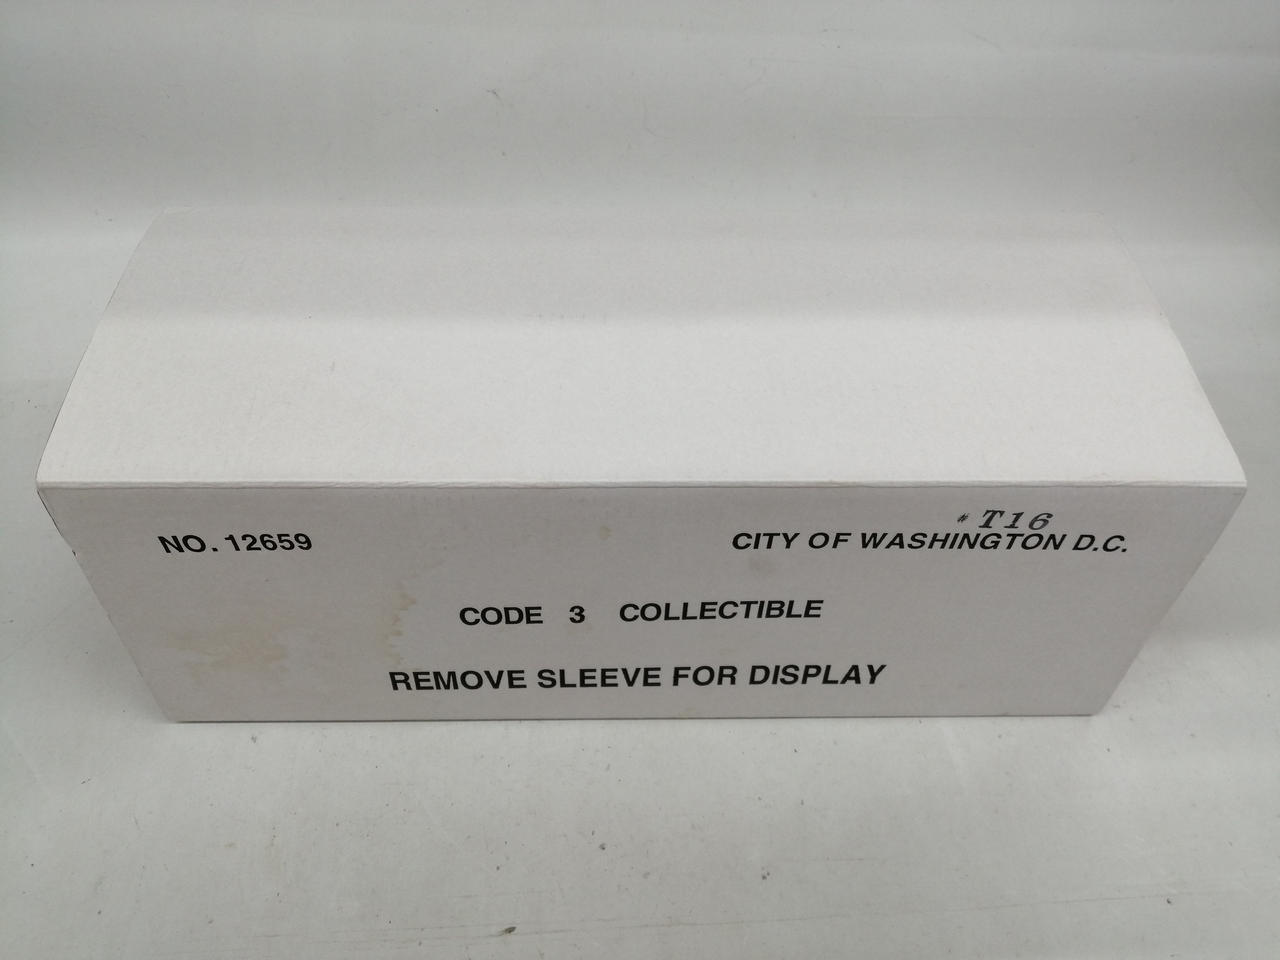 # T16
NO. 12659 CITY OF WASHINGTON D.C.
CODE 3 COLLECTIBLE
REMOVE SLEEVE FOR DISPLAY